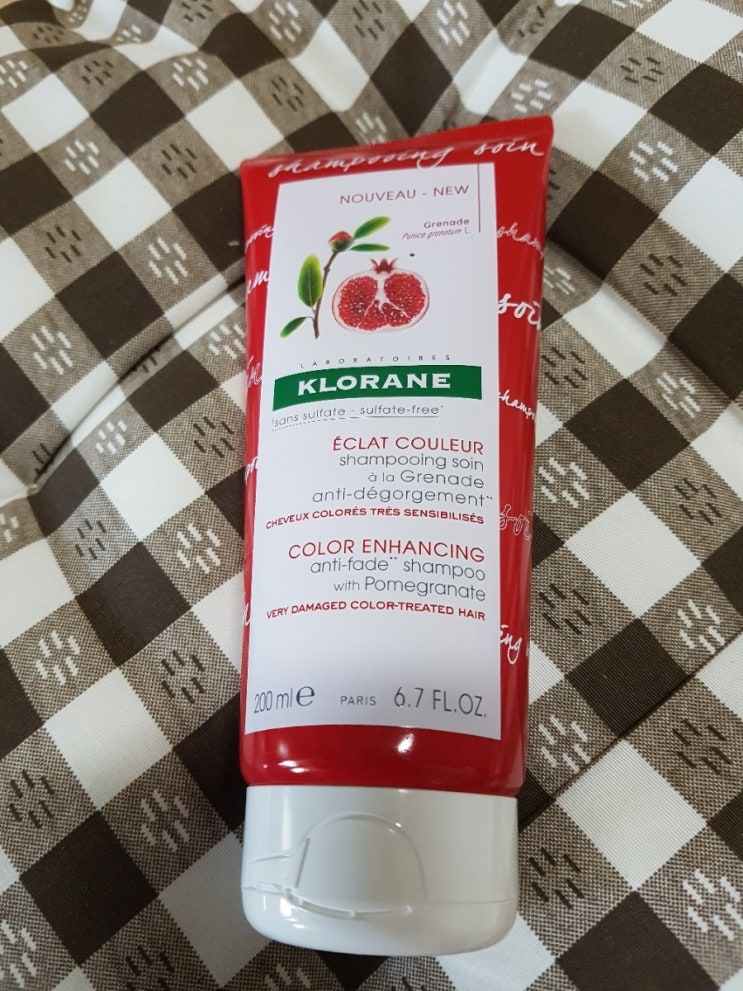 shampooing soin
NOUVEAU - NEW
Grenade
Punica granatum L.
LABORATOIRES
KLORANE
sans sulfate - sulfate-free*
ÉCLAT COULEUR
shampooing soin
à la Grenade
anti-dégorgement**
CHEVEUX COLORÉS TRÈS SENSIBILISÉS
COLOR ENHANCING
anti-fade** shampoo
with Pomegranate
VERY DAMAGED COLOR-TREATED HAIR
200 ml e PARIS 6.7 FL.OZ.